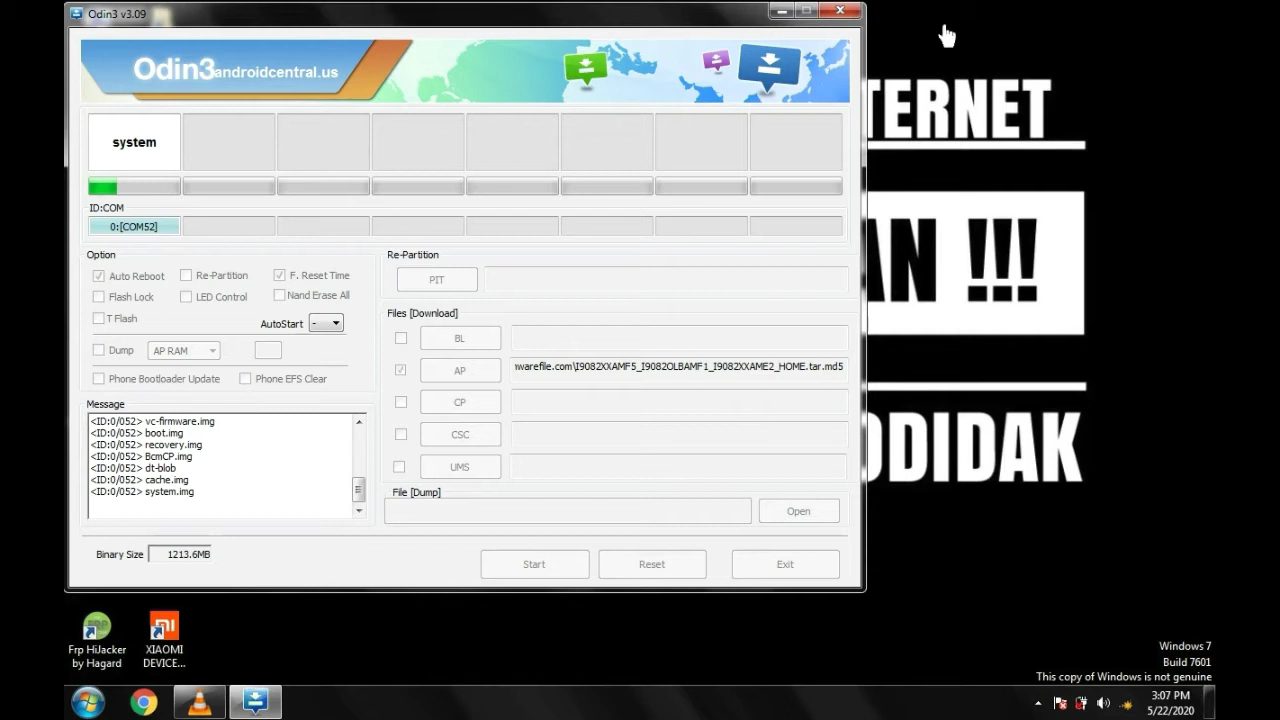 Odin3 v3.09
Odin3 androidcentral.us
system
ID:COM
0:[COM52]
Option
Auto Reboot
Re-Partition
F. Reset Time
Flash Lock
LED Control
Nand Erase All
T Flash
AutoStart
-
Dump
AP RAM
Phone Bootloader Update
Phone EFS Clear
Message
<ID:0/052> vc-firmware.img
<ID:0/052> boot.img
<ID:0/052> recovery.img
<ID:0/052> BcmCP.img
<ID:0/052> dt-blob
<ID:0/052> cache.img
<ID:0/052> system.img
Binary Size
1213.6MB
Re-Partition
PIT
Files [Download]
BL
AP
warefile.com\I9082XXAMF5_I9082OLBAMF1_I9082XXAME2_HOME.tar.md5
CP
CSC
UMS
File [Dump]
Open
Start
Reset
Exit
TERNET
AN !!!
ODIDAK
FRP
Frp HiJacker
by Hagard
mi
XIAOMI
DEVICE...
Windows 7
Build 7601
This copy of Windows is not genuine
3:07 PM
5/22/2020